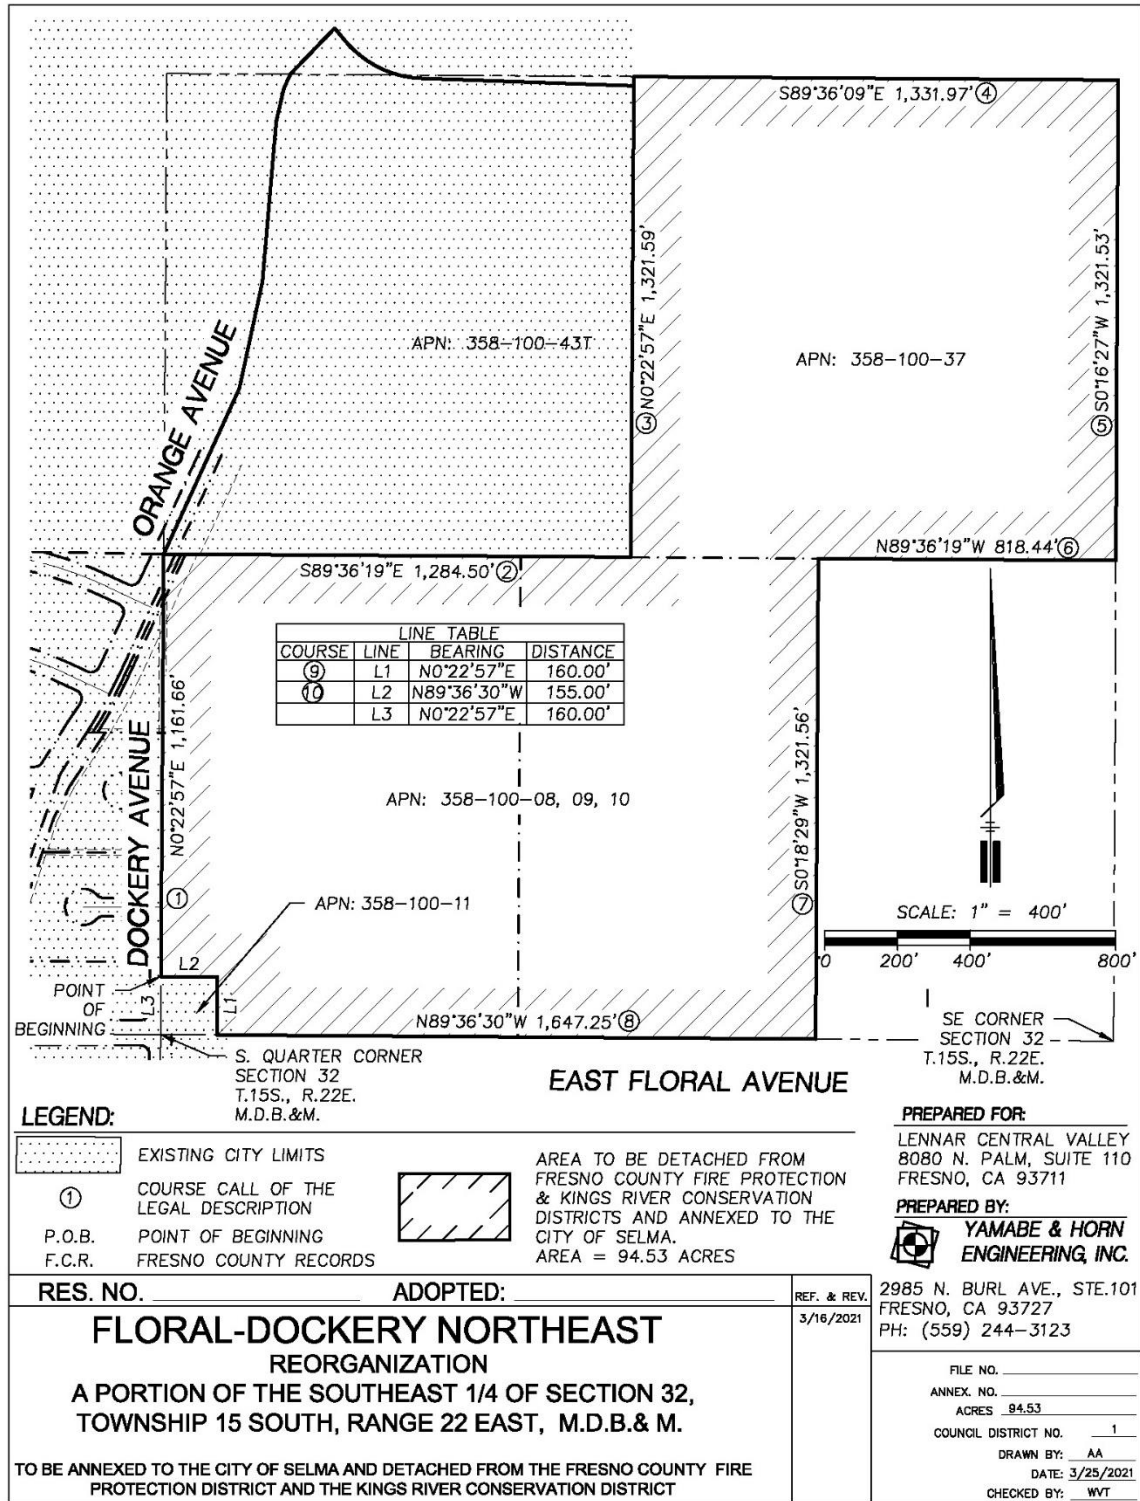 S89°36'09"E 1,331.97' ④
N0°22'57"E 1,321.59'
③
S0°16'27"W 1,321.53'
⑤
APN: 358-100-43T
APN: 358-100-37
ORANGE AVENUE
N89°36'19"W 818.44' ⑥
S89°36'19"E 1,284.50' ②
LINE TABLE
COURSE LINE BEARING DISTANCE
⑨ L1 N0°22'57"E 160.00'
⑩ L2 N89°36'30"W 155.00'
L3 N0°22'57"E 160.00'
N0°22'57"E 1,161.66'
①
DOCKERY AVENUE
S0°18'29"W 1,321.56'
⑦
APN: 358-100-08, 09, 10
APN: 358-100-11
SCALE: 1" = 400'
0 200' 400' 800'
L2
L3
L1
POINT
OF
BEGINNING
N89°36'30"W 1,647.25' ⑧
S. QUARTER CORNER
SECTION 32
T.15S., R.22E.
M.D.B.&M.
EAST FLORAL AVENUE
SE CORNER
SECTION 32
T.15S., R.22E.
M.D.B.&M.
LEGEND:
EXISTING CITY LIMITS
① COURSE CALL OF THE
LEGAL DESCRIPTION
P.O.B. POINT OF BEGINNING
F.C.R. FRESNO COUNTY RECORDS
AREA TO BE DETACHED FROM
FRESNO COUNTY FIRE PROTECTION
& KINGS RIVER CONSERVATION
DISTRICTS AND ANNEXED TO THE
CITY OF SELMA.
AREA = 94.53 ACRES
PREPARED FOR:
LENNAR CENTRAL VALLEY
8080 N. PALM, SUITE 110
FRESNO, CA 93711
PREPARED BY:
YAMABE & HORN
ENGINEERING, INC.
2985 N. BURL AVE., STE.101
FRESNO, CA 93727
PH: (559) 244-3123
RES. NO. ADOPTED:
REF. & REV.
3/16/2021
FLORAL-DOCKERY NORTHEAST
REORGANIZATION
A PORTION OF THE SOUTHEAST 1/4 OF SECTION 32,
TOWNSHIP 15 SOUTH, RANGE 22 EAST, M.D.B.& M.
TO BE ANNEXED TO THE CITY OF SELMA AND DETACHED FROM THE FRESNO COUNTY FIRE
PROTECTION DISTRICT AND THE KINGS RIVER CONSERVATION DISTRICT
FILE NO.
ANNEX. NO.
ACRES 94.53
COUNCIL DISTRICT NO. 1
DRAWN BY: AA
DATE: 3/25/2021
CHECKED BY: WVT